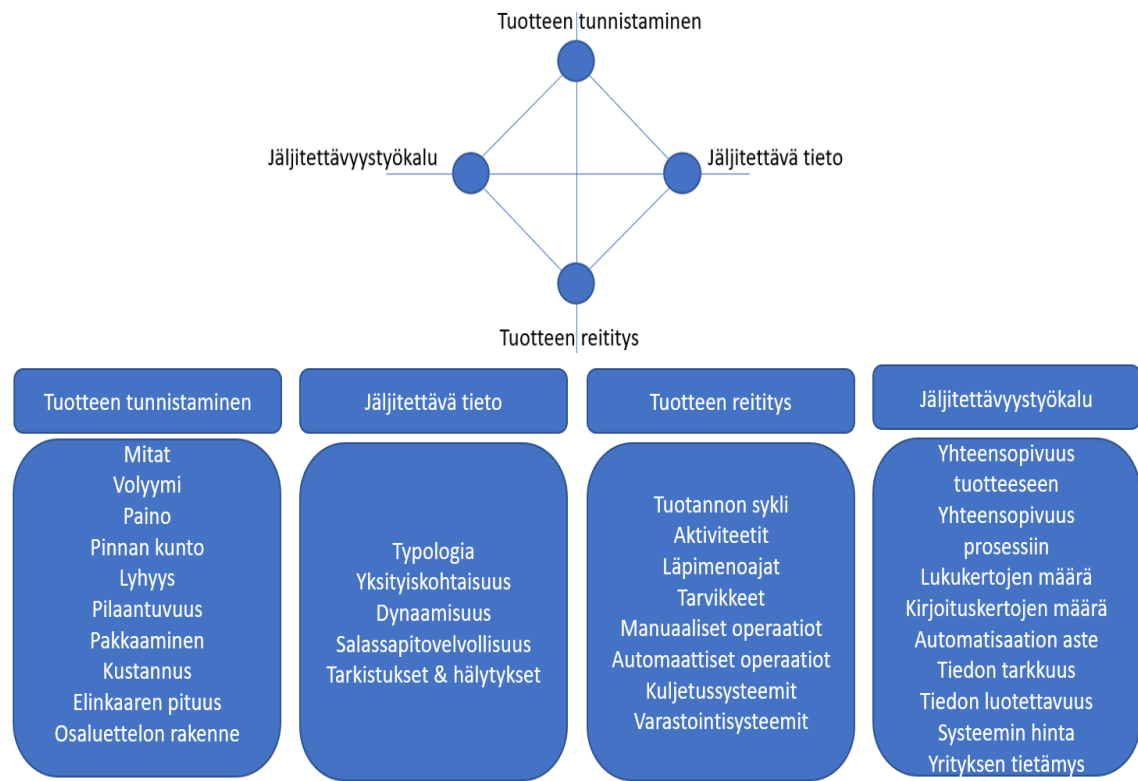 Tuotteen tunnistaminen
Jäljitettävyystyökalu
Jäljitettävä tieto
Tuotteen reititys
Tuotteen tunnistaminen
Mitat
Volyymi
Paino
Pinnan kunto
Lyhyys
Pilaantuvuus
Pakkaaminen
Kustannus
Elinkaaren pituus
Osaluettelon rakenne
Jäljitettävä tieto
Typologia
Yksityiskohtaisuus
Dynaamisuus
Salassapitovelvollisuus
Tarkistukset & hälytykset
Tuotteen reititys
Tuotannon sykli
Aktiviteetit
Läpimenoajat
Tarvikkeet
Manuaaliset operaatiot
Automaattiset operaatiot
Kuljetussysteemit
Varastointisysteemit
Jäljitettävyystyökalu
Yhteensopivuus
tuotteeseen
Yhteensopivuus
prosessiin
Lukukertojen määrä
Kirjoituskertojen määrä
Automatisaation aste
Tiedon tarkkuus
Tiedon luotettavuus
Systeemin hinta
Yrityksen tietämys